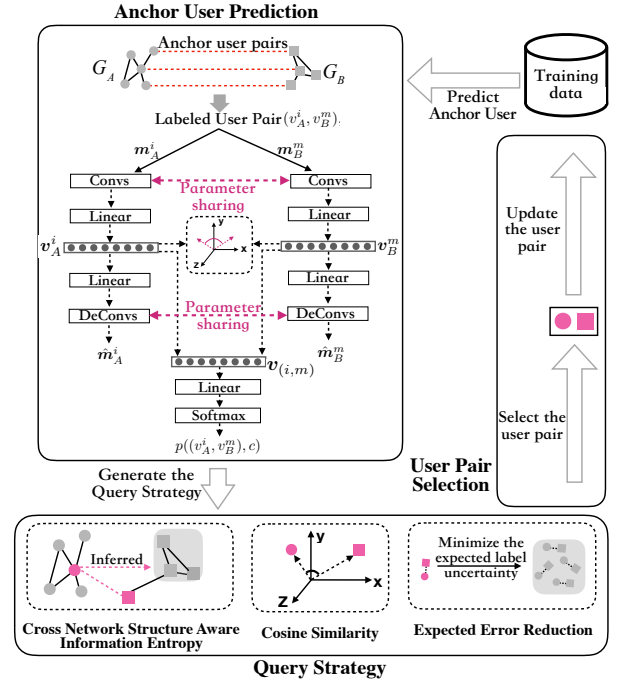 Anchor User Prediction
Anchor user pairs
G_A
G_B
Labeled User Pair (v_A^i, v_B^m).
m_A^i
m_B^m
Convs
Convs
Parameter
sharing
Linear
Linear
y
x
z
v_A^i
v_B^m
Linear
Linear
DeConvs
DeConvs
Parameter
sharing
m̂_A^i
m̂_B^m
v_(i,m)
Linear
Softmax
p((v_A^i, v_B^m), c)
Training
data
Predict
Anchor User
Update
the user
pair
Select the
user pair
User Pair
Selection
Generate the
Query Strategy
Inferred
Cross Network Structure Aware
Information Entropy
y
x
Z
Cosine Similarity
Minimize the
expected label
uncertainty
Expected Error Reduction
Query Strategy